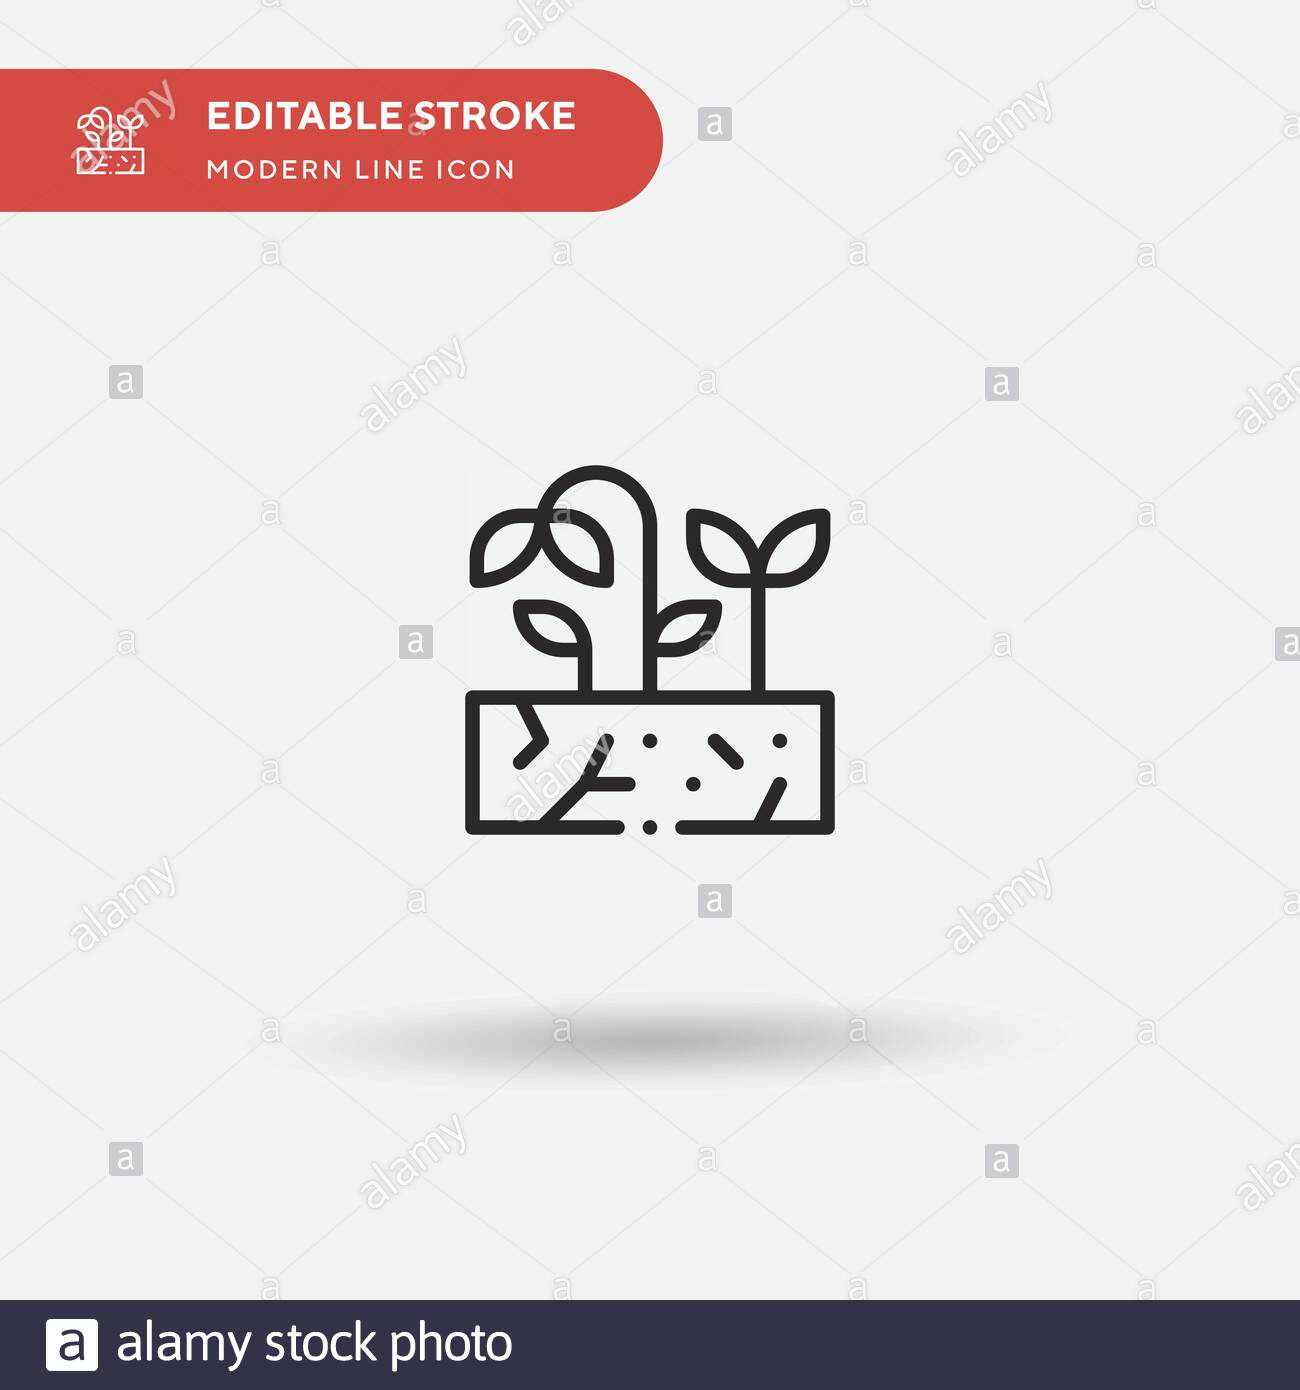 EDITABLE STROKE
MODERN LINE ICON
a alamy stock photo